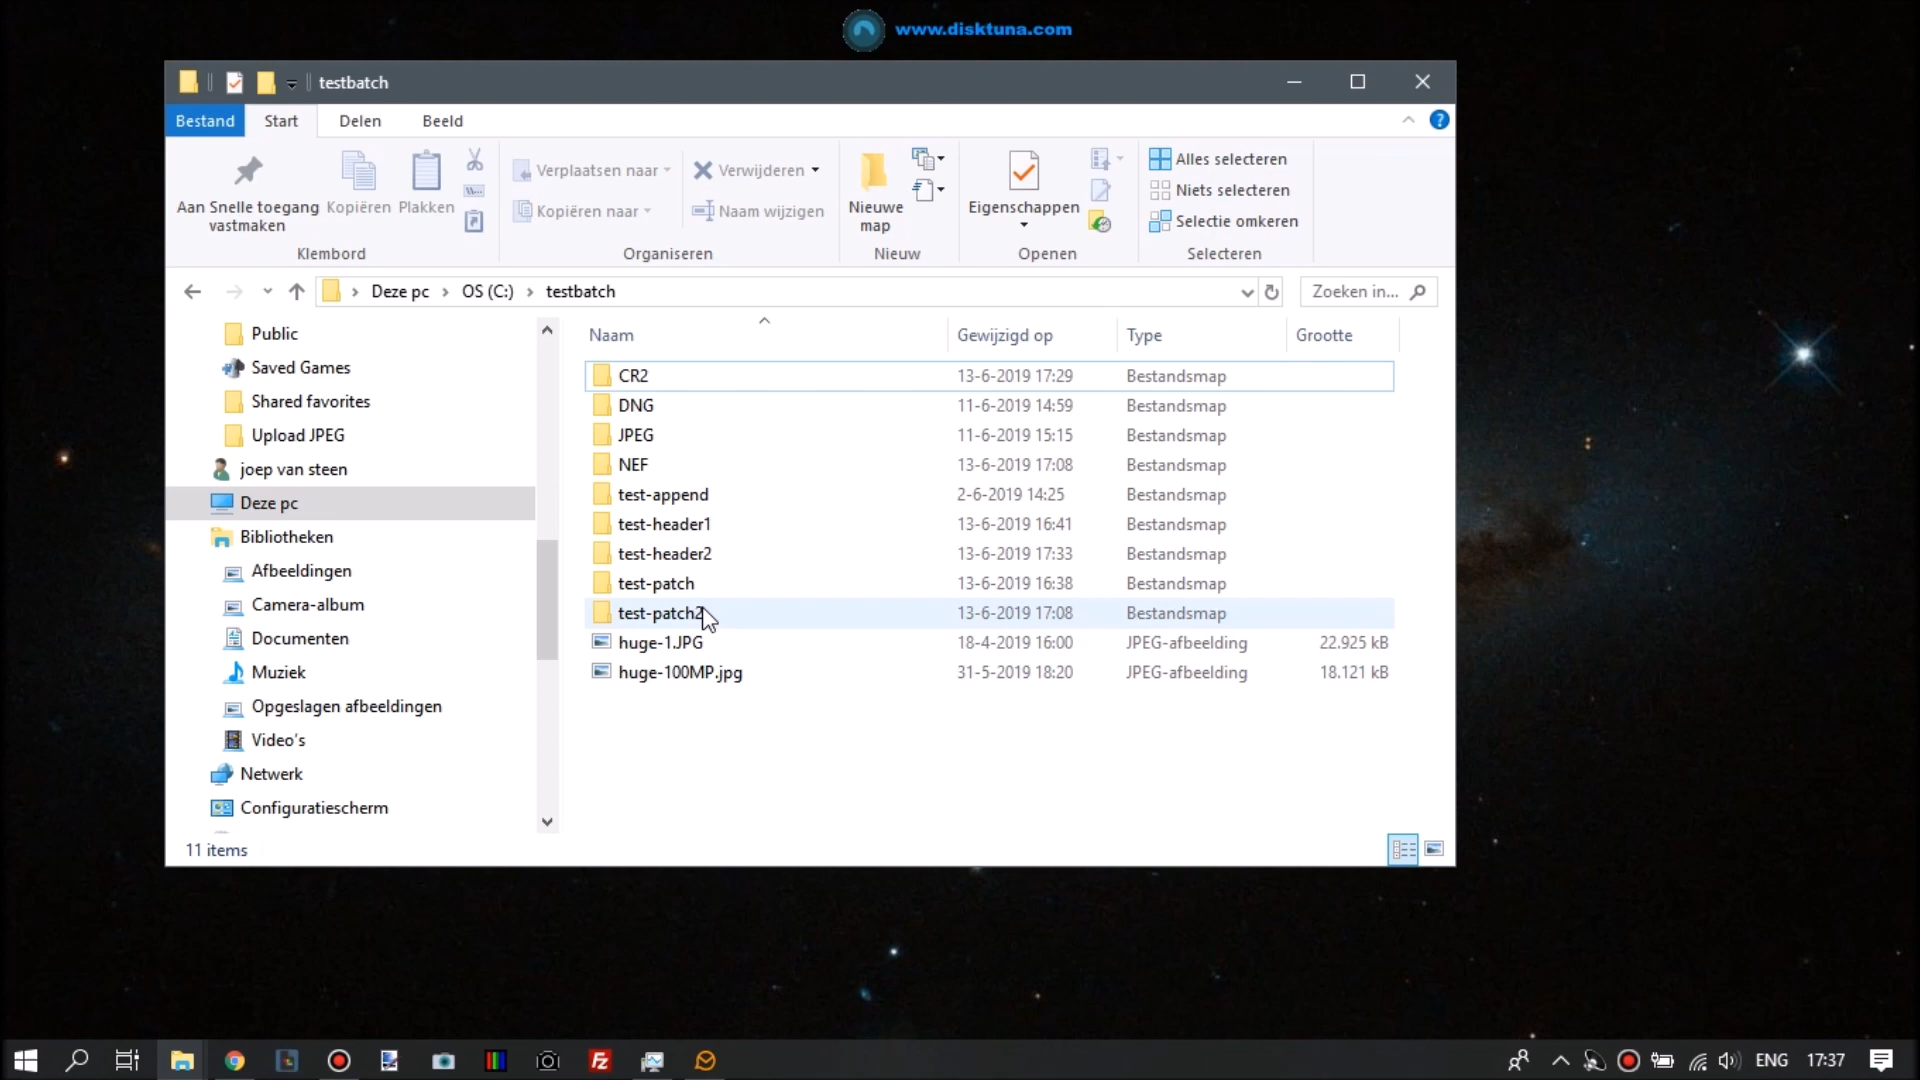 www.disktuna.com
testbatch
Bestand Start Delen Beeld
Aan Snelle toegang vastmaken
Kopiëren
Plakken
Klembord
Verplaatsen naar
Kopiëren naar
Verwijderen
Naam wijzigen
Organiseren
Nieuwe map
Nieuw
Eigenschappen
Openen
Alles selecteren
Niets selecteren
Selectie omkeren
Selecteren
Deze pc OS (C:) testbatch
Zoeken in...
Public
Saved Games
Shared favorites
Upload JPEG
joep van steen
Deze pc
Bibliotheken
Afbeeldingen
Camera-album
Documenten
Muziek
Opgeslagen afbeeldingen
Video's
Netwerk
Configuratiescherm
Naam Gewijzigd op Type Grootte
CR2 13-6-2019 17:29 Bestandsmap
DNG 11-6-2019 14:59 Bestandsmap
JPEG 11-6-2019 15:15 Bestandsmap
NEF 13-6-2019 17:08 Bestandsmap
test-append 2-6-2019 14:25 Bestandsmap
test-header1 13-6-2019 16:41 Bestandsmap
test-header2 13-6-2019 17:33 Bestandsmap
test-patch 13-6-2019 16:38 Bestandsmap
test-patch2 13-6-2019 17:08 Bestandsmap
huge-1.JPG 18-4-2019 16:00 JPEG-afbeelding 22.925 kB
huge-100MP.jpg 31-5-2019 18:20 JPEG-afbeelding 18.121 kB
11 items
ENG 17:37